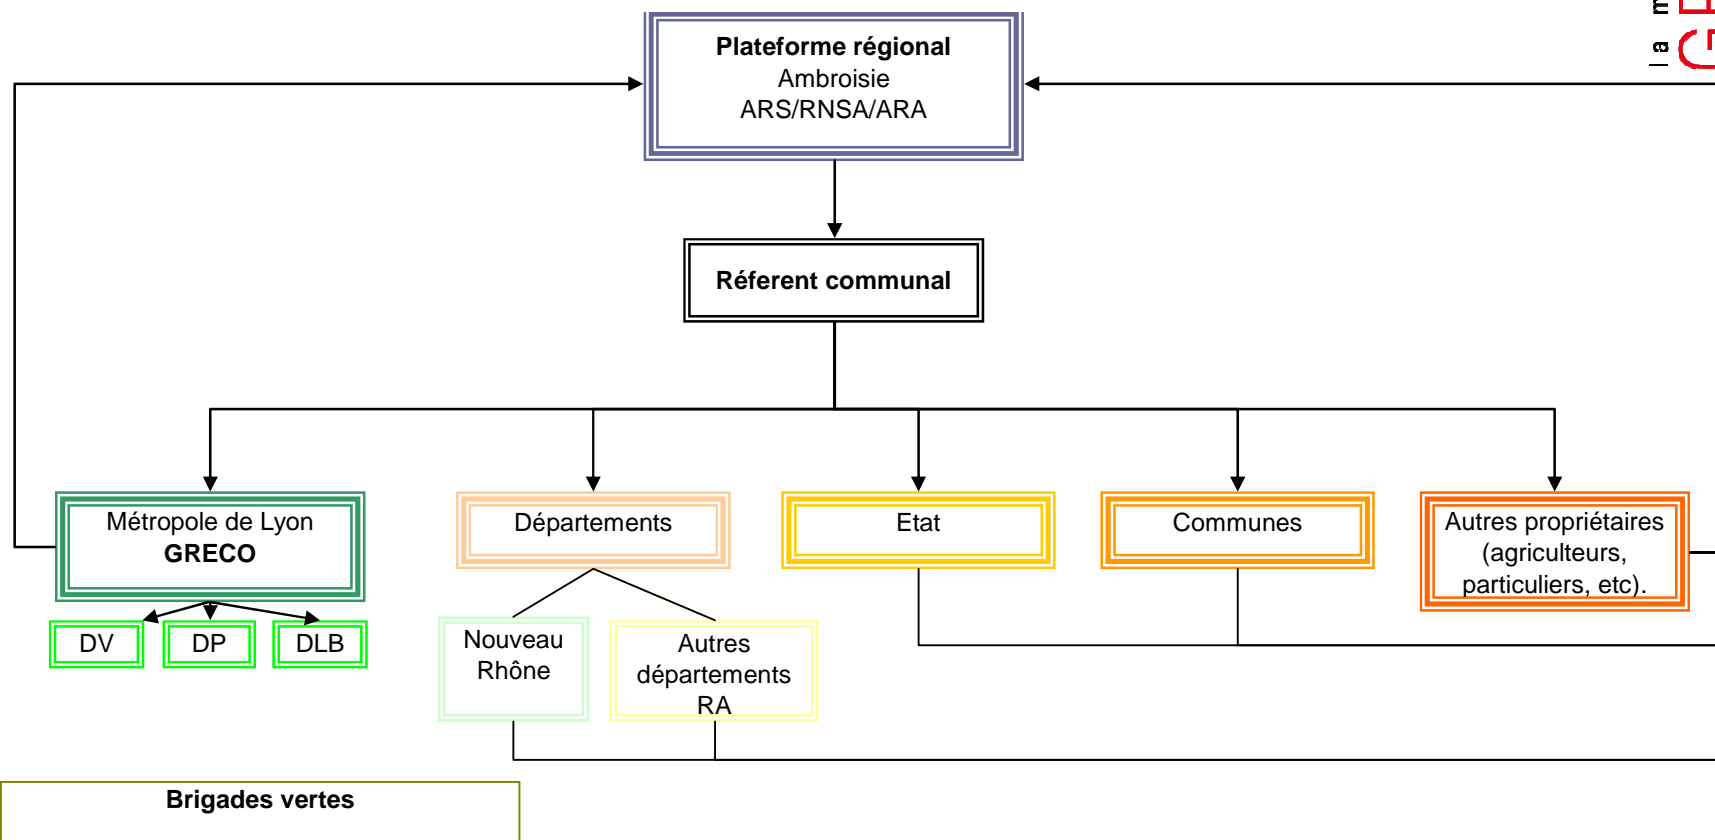 Plateforme régional
Ambroisie
ARS/RNSA/ARA
la m
Réferent communal
Métropole de Lyon
GRECO
Départements
Etat
Communes
Autres propriétaires
(agriculteurs,
particuliers, etc).
DV
DP
DLB
Nouveau
Rhône
Autres
départements
RA
Brigades vertes